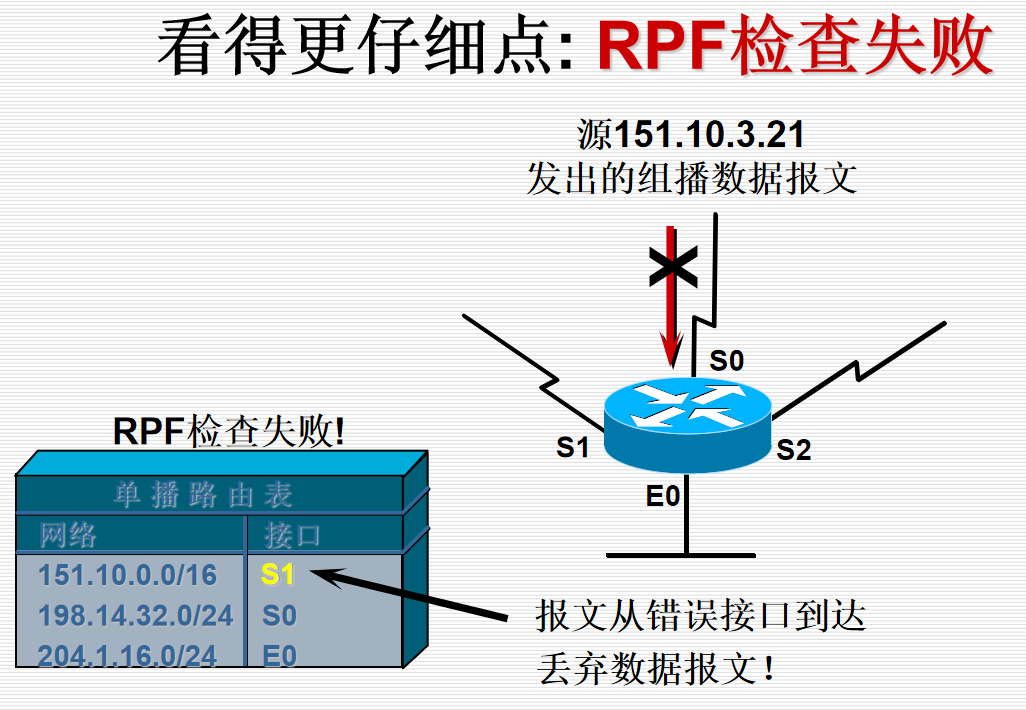 看得更仔细点: RPF检查失败
源151.10.3.21
发出的组播数据报文
S0
S1
S2
E0
RPF检查失败!
单播路由表
网络 接口
151.10.0.0/16 S1
198.14.32.0/24 S0
204.1.16.0/24 E0
报文从错误接口到达
丢弃数据报文!